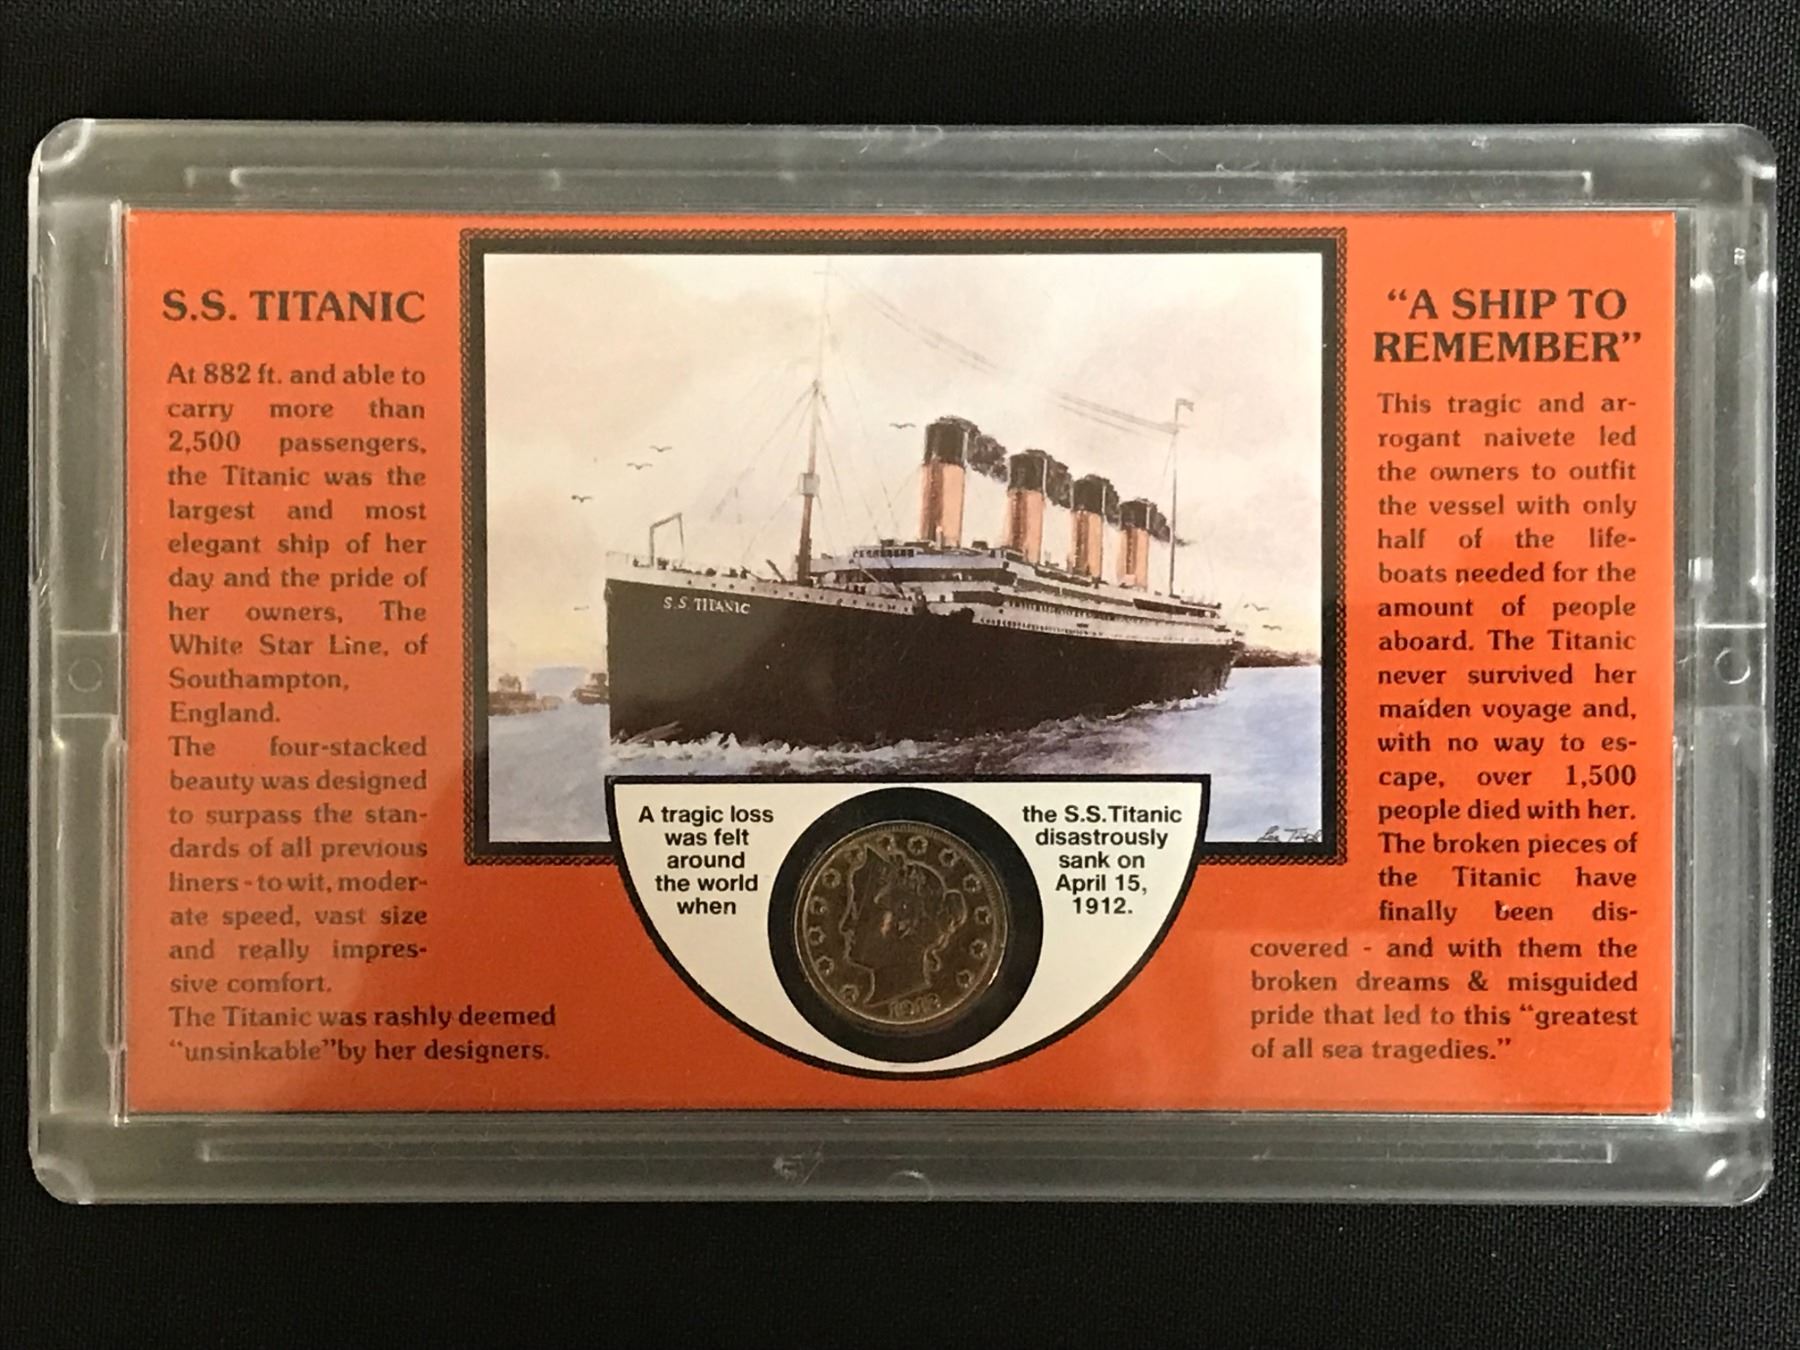 S.S. TITANIC
At 882 ft. and able to
carry more than
2,500 passengers,
the Titanic was the
largest and most
elegant ship of her
day and the pride of
her owners, The
White Star Line, of
Southampton,
England.
The four-stacked
beauty was designed
to surpass the stan-
dards of all previous
liners - to wit, moder-
ate speed, vast size
and really impres-
sive comfort.
The Titanic was rashly deemed
"unsinkable"by her designers.
S.S. TITANIC
A tragic loss
was felt
around
the world
when
1912
the S.S.Titanic
disastrously
sank on
April 15,
1912.
"A SHIP TO
REMEMBER"
This tragic and ar-
rogant naivete led
the owners to outfit
the vessel with only
half of the life-
boats needed for the
amount of people
aboard. The Titanic
never survived her
maiden voyage and,
with no way to es-
cape, over 1,500
people died with her.
The broken pieces of
the Titanic have
finally been dis-
covered - and with them the
broken dreams & misguided
pride that led to this "greatest
of all sea tragedies."